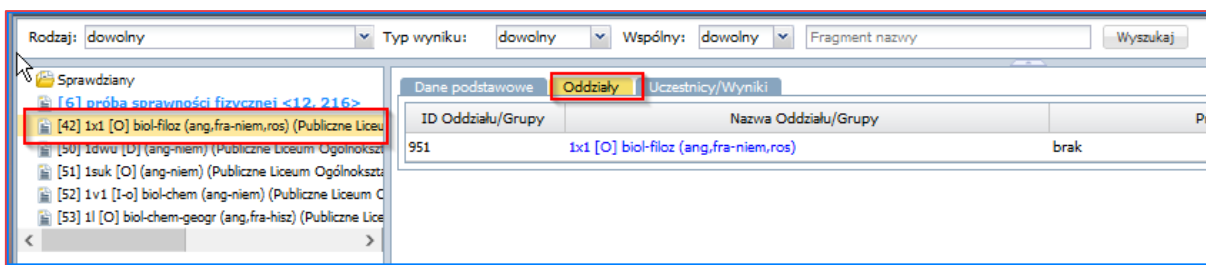 Rodzaj: dowolny Typ wyniku: dowolny Wspólny: dowolny Fragment nazwy Wyszukaj
Sprawdziany
[6] próba sprawności fizycznej <12, 216>
[42] 1x1 [O] biol-filoz (ang,fra-niem,ros) (Publiczne Liceu
[50] 1dwu [D] (ang-niem) (Publiczne Liceum Ogólnokszt
[51] 1suk [O] (ang-niem) (Publiczne Liceum Ogólnokszta
[52] 1v1 [I-o] biol-chem (ang-niem) (Publiczne Liceum O
[53] 1l [O] biol-chem-geogr (ang,fra-hisz) (Publiczne Lice
Dane podstawowe Oddziały Uczestnicy/Wyniki
ID Oddziału/Grupy Nazwa Oddziału/Grupy
951 1x1 [O] biol-filoz (ang,fra-niem,ros) brak